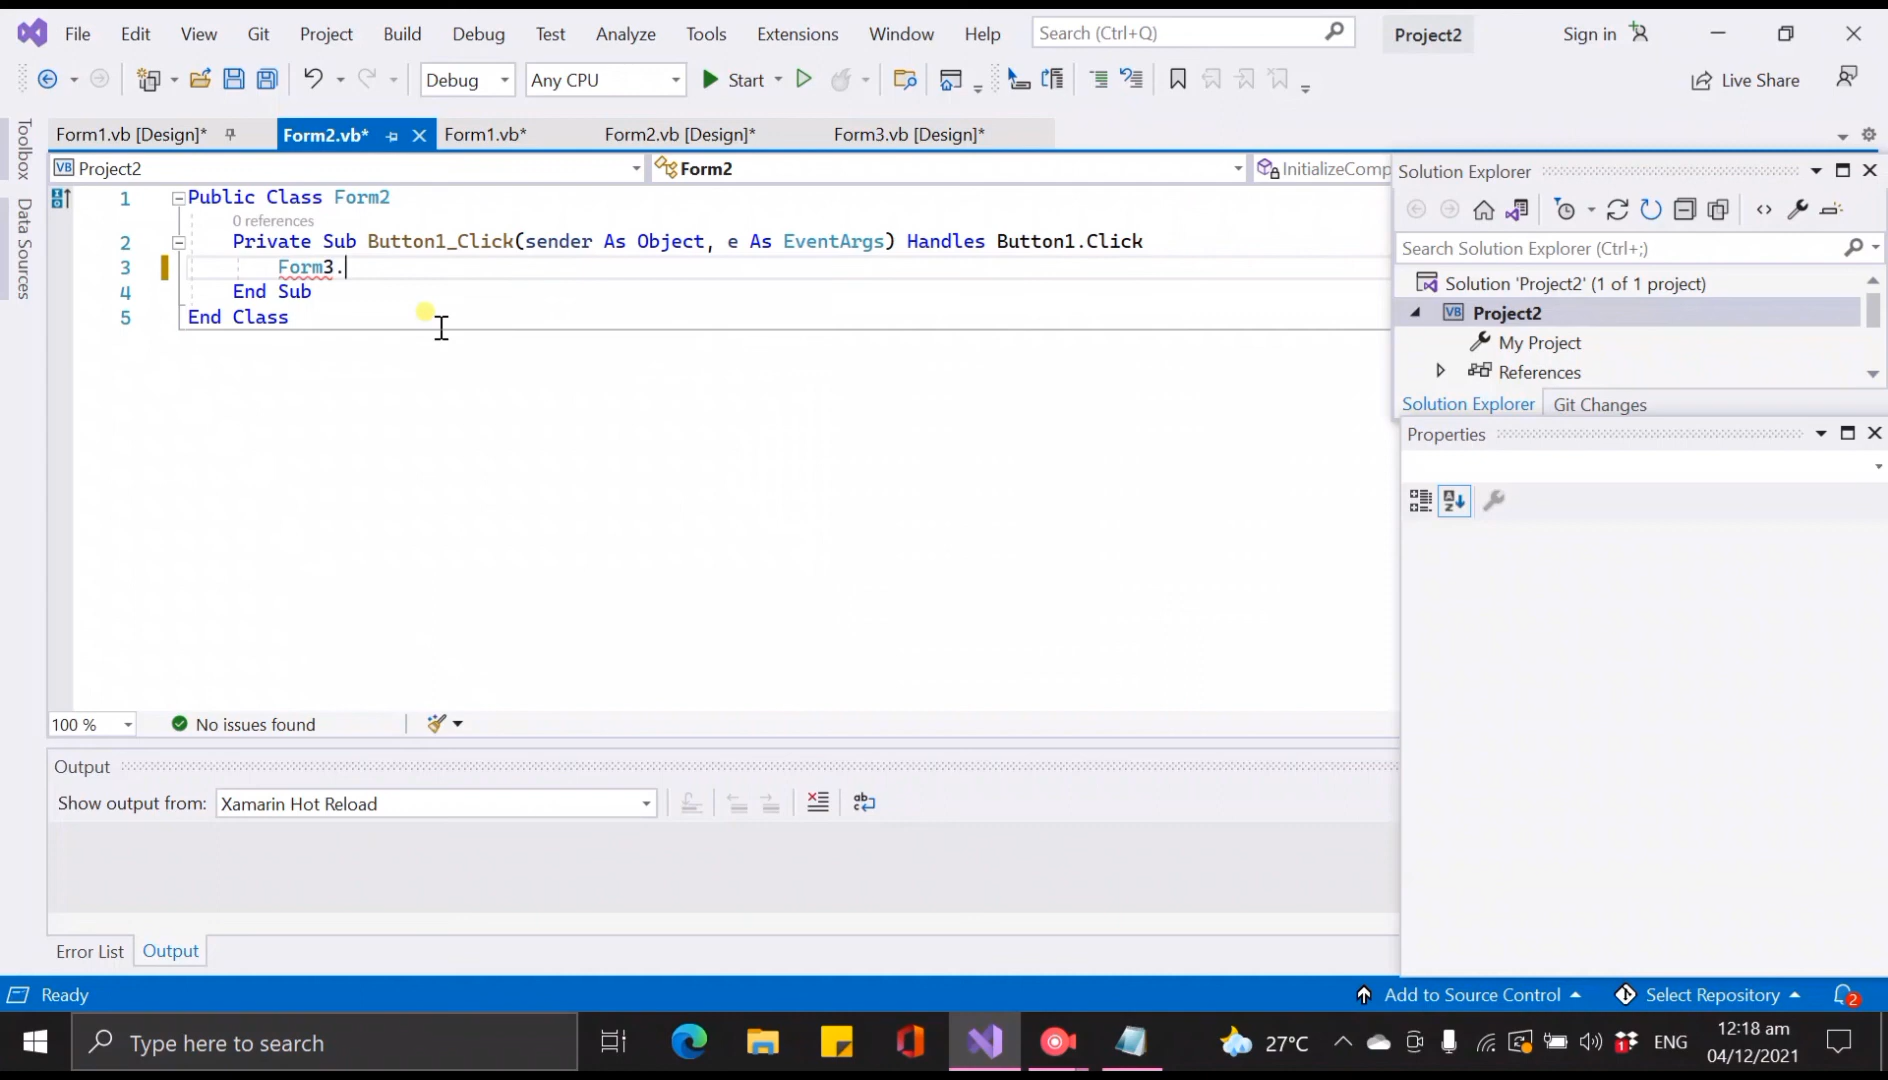 File Edit View Git Project Build Debug Test Analyze Tools Extensions Window Help Search (Ctrl+Q) Project2 Sign in
Debug Any CPU Start Live Share
Form1.vb [Design]* Form2.vb* Form1.vb* Form2.vb [Design]* Form3.vb [Design]*
VB Project2 Form2 InitializeComp
Solution Explorer
1 Public Class Form2
0 references
2 Private Sub Button1_Click(sender As Object, e As EventArgs) Handles Button1.Click
3 Form3.
4 End Sub
5 End Class
Toolbox
Data Sources
Search Solution Explorer (Ctrl+;)
Solution 'Project2' (1 of 1 project)
VB Project2
My Project
References
Solution Explorer Git Changes
Properties
100 % No issues found
Output
Show output from: Xamarin Hot Reload
Error List Output
Ready Add to Source Control Select Repository 2
Type here to search 27°C 1 ENG 12:18 am
04/12/2021